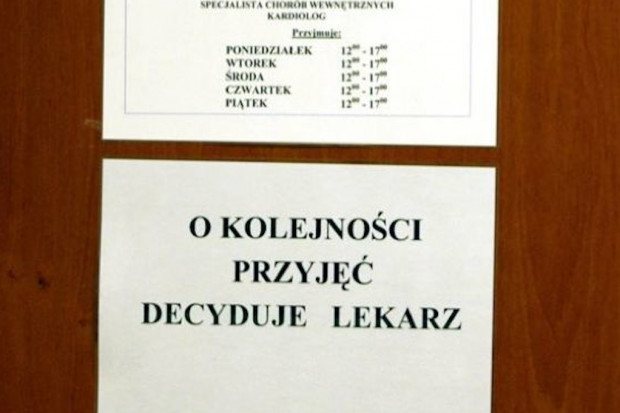 SPECJALISTA CHORÓB WEWNĘTRZNYCH
KARDIOLOG
Przyjmuje:
PONIEDZIAŁEK 12⁰⁰ - 17⁰⁰
WTOREK 12⁰⁰ - 17⁰⁰
ŚRODA 12⁰⁰ - 17⁰⁰
CZWARTEK 12⁰⁰ - 17⁰⁰
PIĄTEK 12⁰⁰ - 17⁰⁰
O KOLEJNOŚCI
PRZYJĘĆ
DECYDUJE LEKARZ